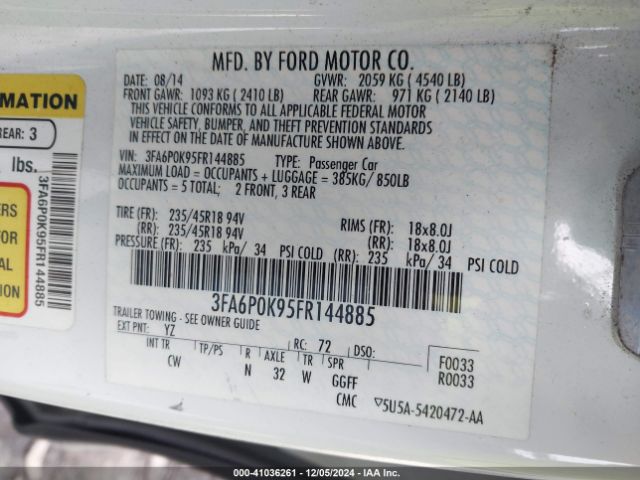 MFD. BY FORD MOTOR CO.
DATE: 08/14 GVWR: 2059 KG ( 4540 LB)
FRONT GAWR: 1093 KG ( 2410 LB) REAR GAWR: 971 KG ( 2140 LB)
THIS VEHICLE CONFORMS TO ALL APPLICABLE FEDERAL MOTOR
VEHICLE SAFETY, BUMPER, AND THEFT PREVENTION STANDARDS
IN EFFECT ON THE DATE OF MANUFACTURE SHOWN ABOVE.
VIN: 3FA6P0K95FR144885 TYPE: Passenger Car
MAXIMUM LOAD = OCCUPANTS + LUGGAGE = 385KG/ 850LB
OCCUPANTS = 5 TOTAL; 2 FRONT, 3 REAR
TIRE (FR): 235/45R18 94V RIMS (FR): 18x8.0J
(RR): 235/45R18 94V (RR): 18x8.0J
PRESSURE (FR): 235 kPa/ 34 PSI COLD (RR): 235 kPa/ 34 PSI COLD
3FA6P0K95FR144885
TRAILER TOWING - SEE OWNER GUIDE
EXT PNT: YZ RC: 72 DSO: F0033
INT TR TP/PS R AXLE TR SPR R0033
CW N 32 W GGFF
CMC 5U5A-5420472-AA
RMATION
REAR: 3
lbs.
ERS
FOR
AL
3FA6P0K95FR144885
000-41036261 - 12/05/2024 - IAA Inc.